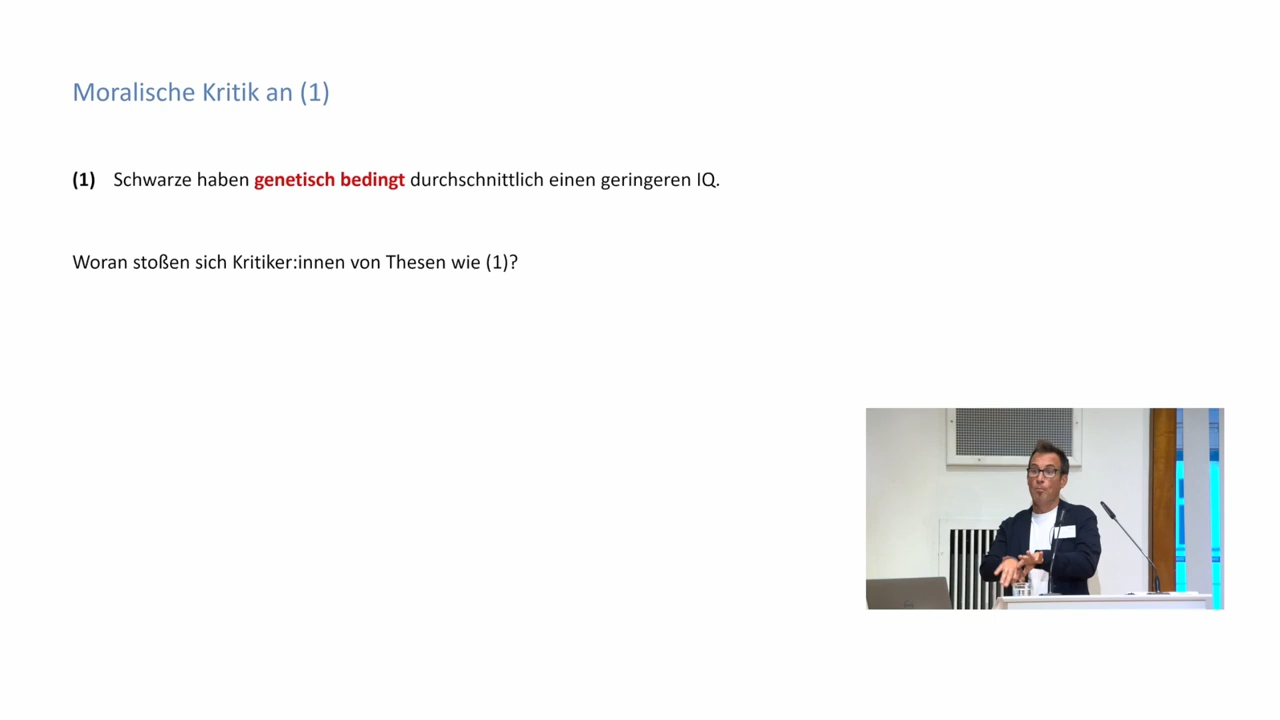 Moralische Kritik an (1)
(1) Schwarze haben genetisch bedingt durchschnittlich einen geringeren IQ.
Woran stoßen sich Kritiker:innen von Thesen wie (1)?